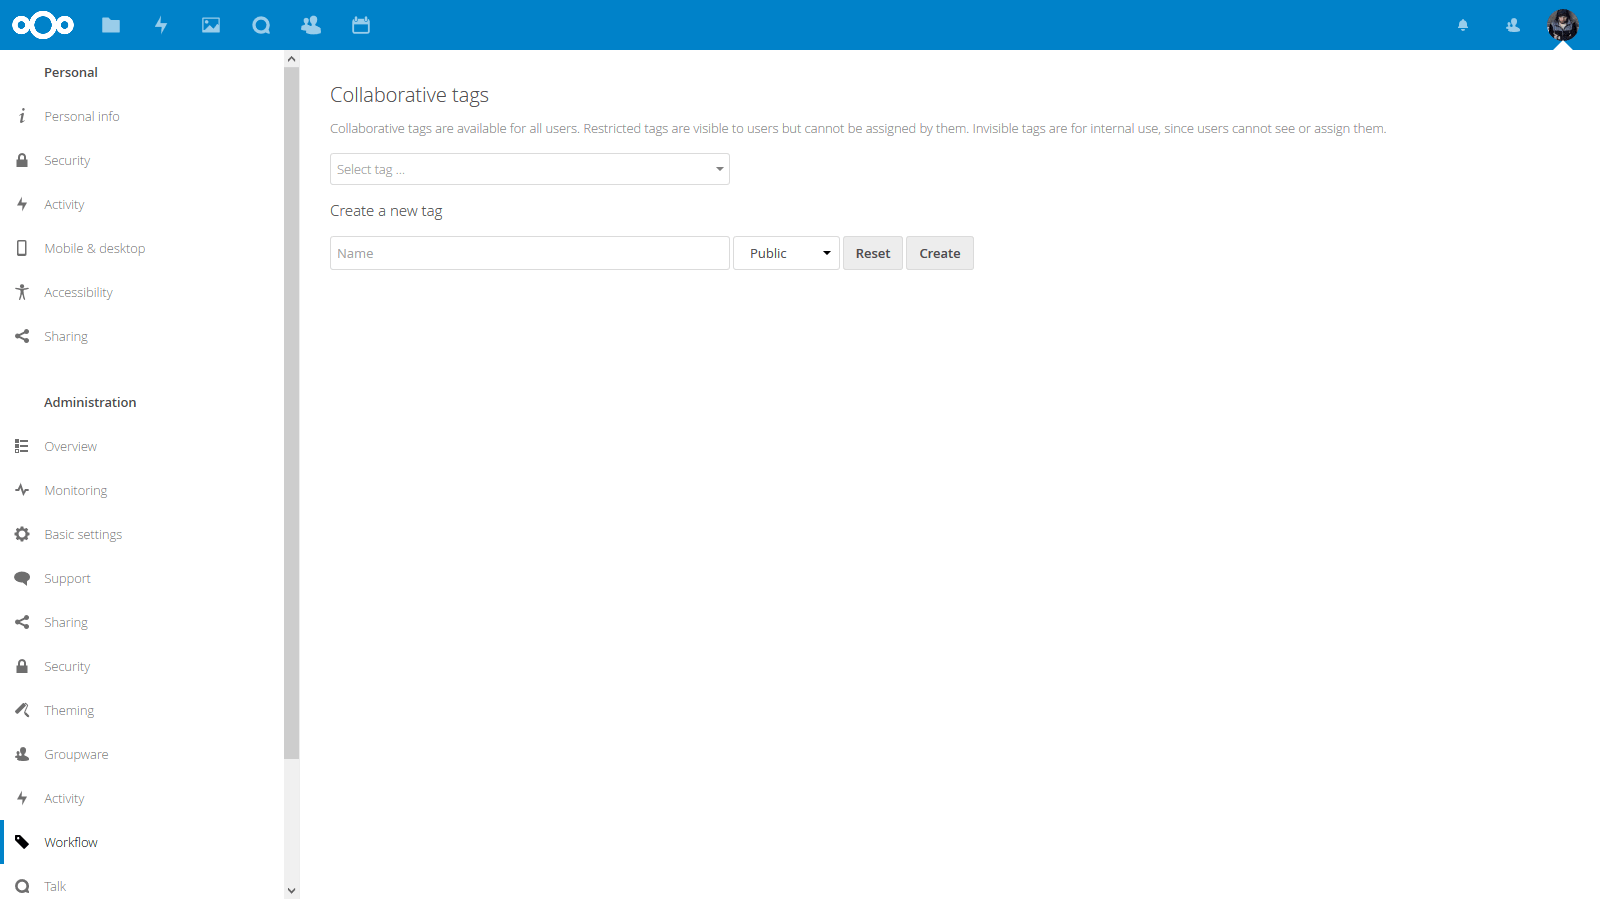 Personal
Personal info
Security
Activity
Mobile & desktop
Accessibility
Sharing
Administration
Overview
Monitoring
Basic settings
Support
Sharing
Security
Theming
Groupware
Activity
Workflow
Talk
Collaborative tags
Collaborative tags are available for all users. Restricted tags are visible to users but cannot be assigned by them. Invisible tags are for internal use, since users cannot see or assign them.
Select tag ...
Create a new tag
Name Public Reset Create